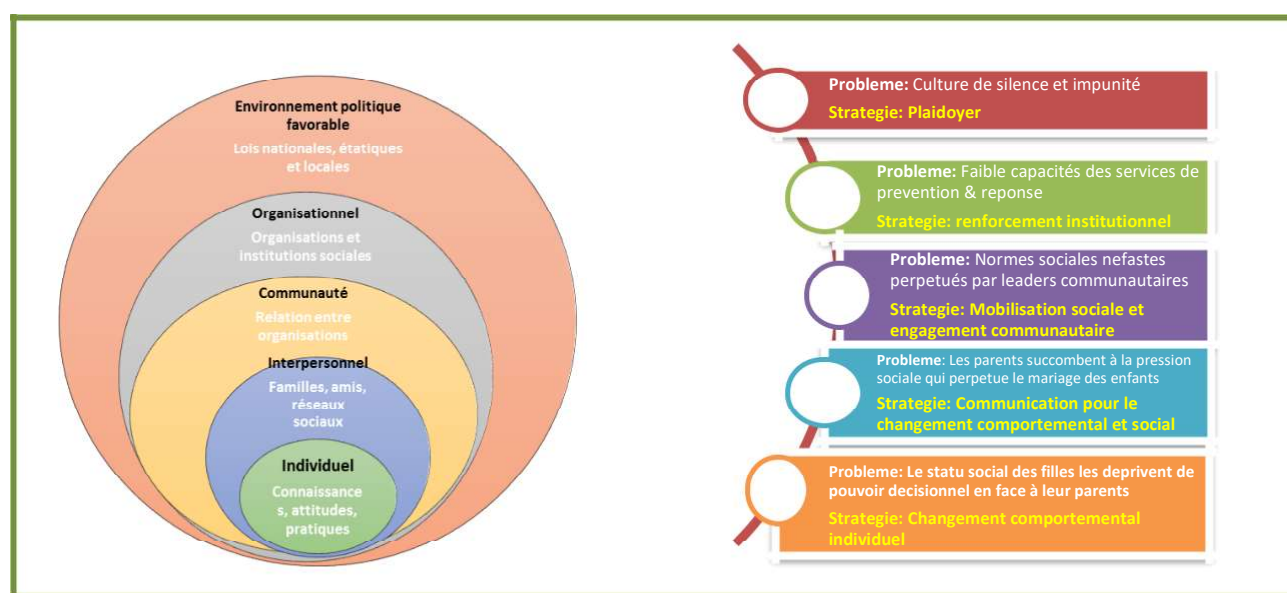 Environnement politique
favorable
Lois nationales, étatiques
et locales
Organisationnel
Organisations et
institutions sociales
Communauté
Relation entre
organisations
Interpersonnel
Familles, amis,
réseaux
sociaux
Individuel
Connaissance
s, attitudes,
pratiques
Probleme: Culture de silence et impunité
Strategie: Plaidoyer
Probleme: Faible capacités des services de
prevention & reponse
Strategie: renforcement institutionnel
Probleme: Normes sociales nefastes
perpetués par leaders communautaires
Strategie: Mobilisation sociale et
engagement communautaire
Probleme: Les parents succombent à la pression
sociale qui perpetue le mariage des enfants
Strategie: Communication pour le
changement comportemental et social
Probleme: Le statu social des filles les deprivent de
pouvoir decisionnel en face à leur parents
Strategie: Changement comportemental
individuel